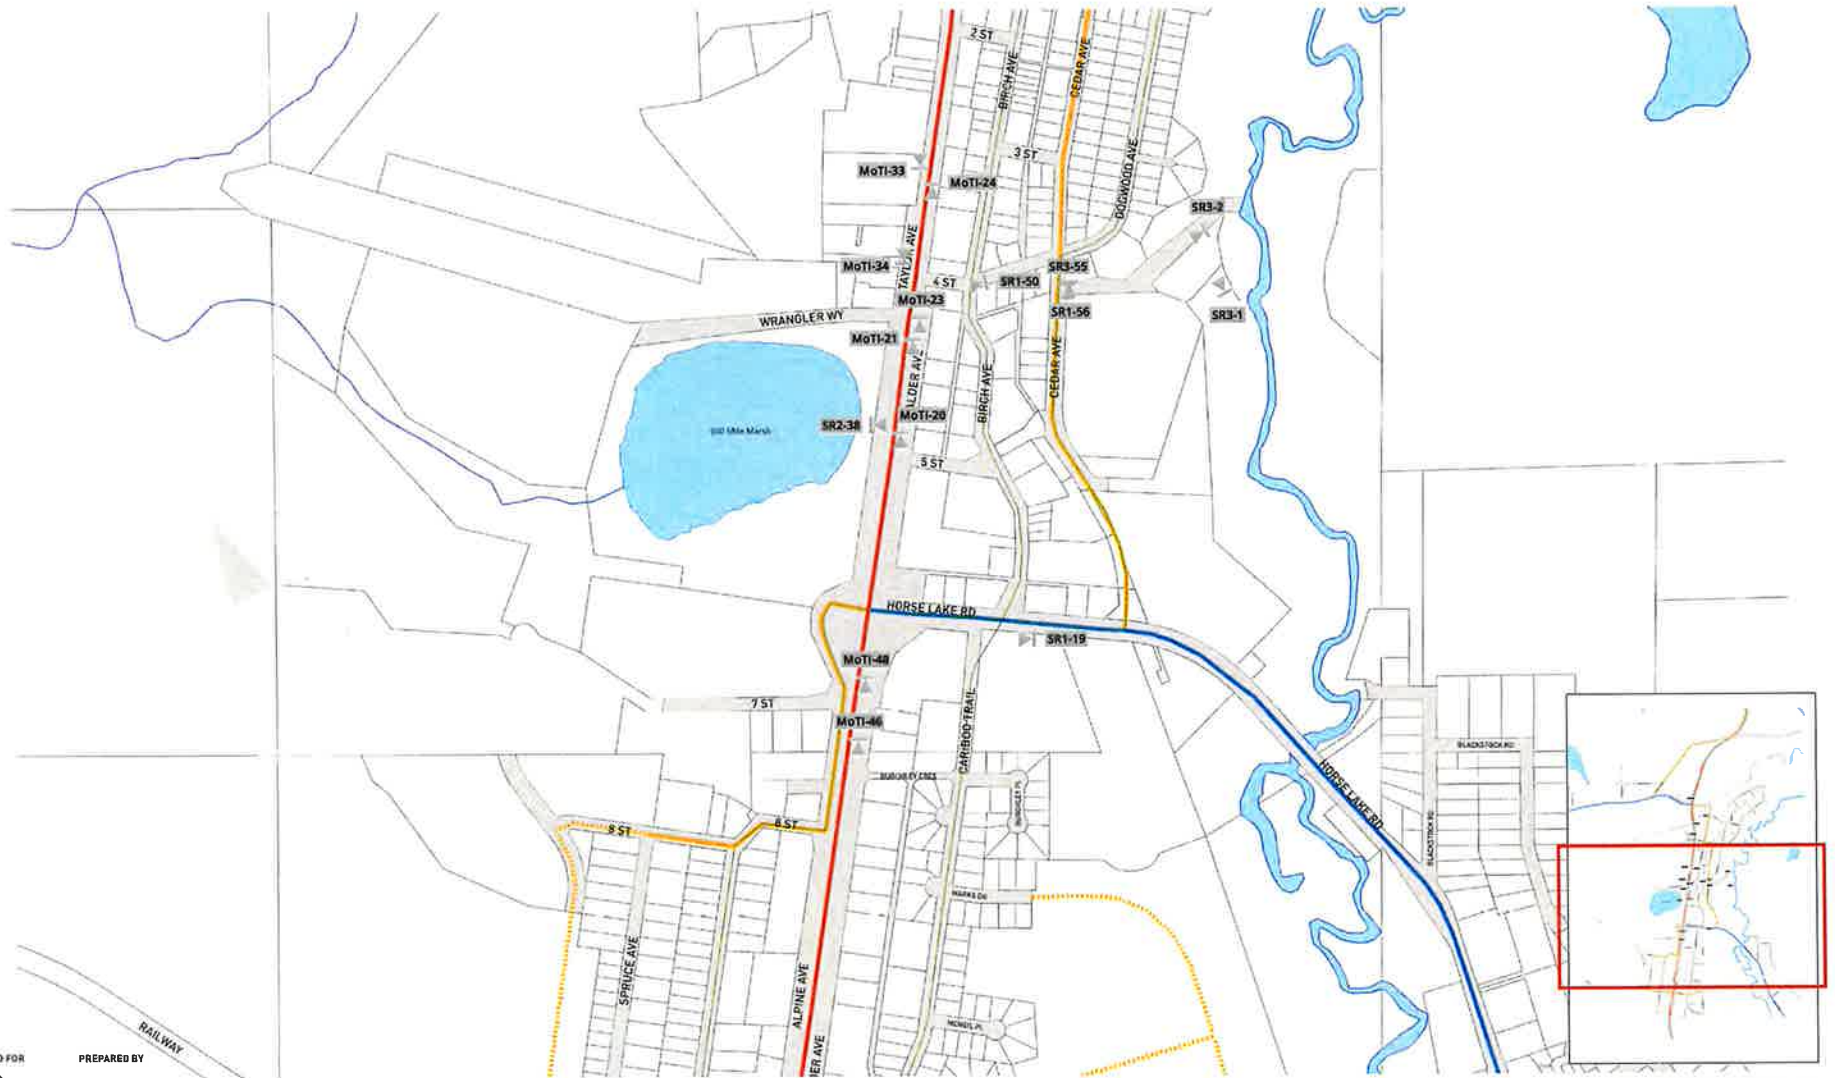 2 ST
BIRCH AVE
CEDAR AVE
3 ST
DOGWOOD AVE
MoTI-33
MoTI-24
SR3-2
TAYLOR AVE
MoTI-34
4 ST
SR1-50
SR3-55
MoTI-23
SR1-56
SR3-1
WRANGLER WY
MoTI-21
ALDER AVE
BIRCH AVE
CEDAR AVE
100 Mile Marsh
SR2-38
MoTI-20
5 ST
HORSE LAKE RD
SR1-19
MoTI-48
7 ST
MoTI-46
CARIBOO TRAIL
BLACKSTOCK RD
HORSE LAKE RD
BLACKSTOCK RD
8 ST
8 ST
SPRUCE AVE
ALPINE AVE
RAILWAY
FOR
PREPARED BY